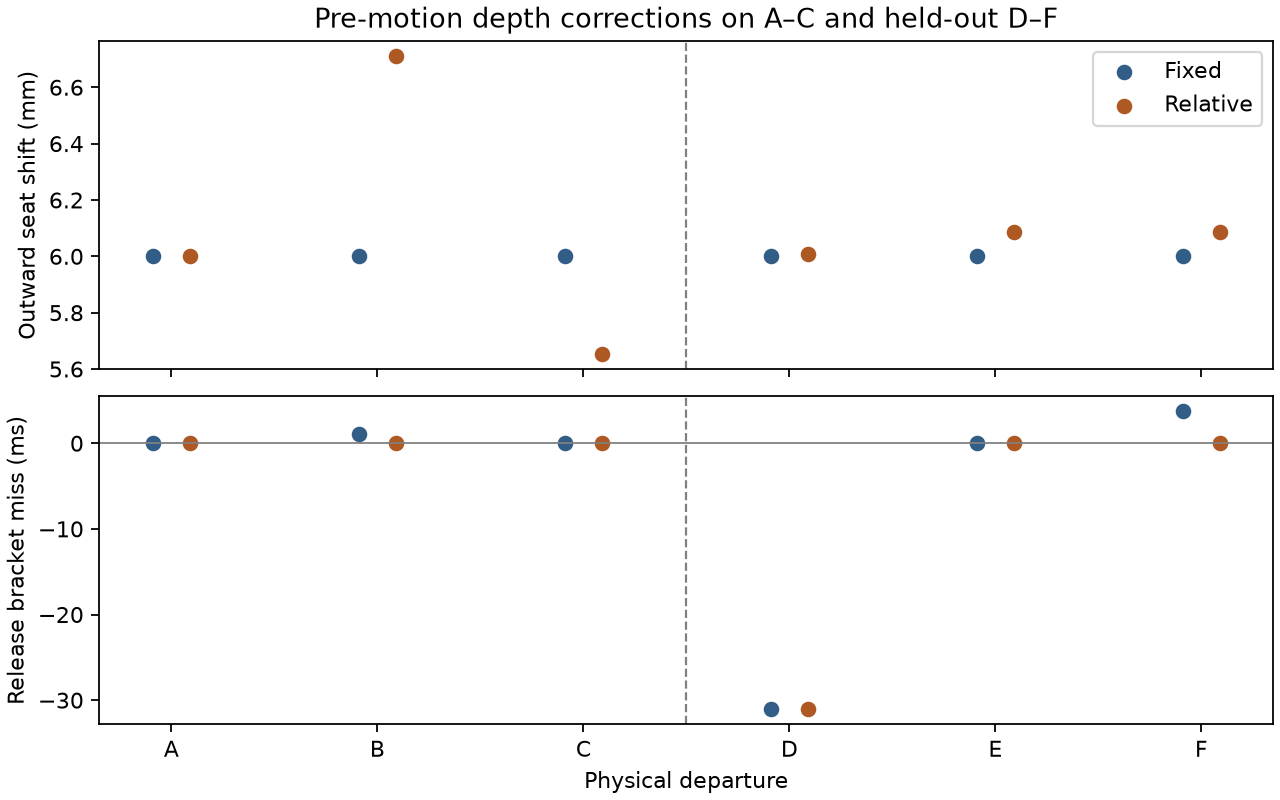 Pre-motion depth corrections on A–C and held-out D–F
Outward seat shift (mm)
6.6
6.4
6.2
6.0
5.8
5.6
Fixed
Relative
Release bracket miss (ms)
0
−10
−20
−30
A B C D E F
Physical departure